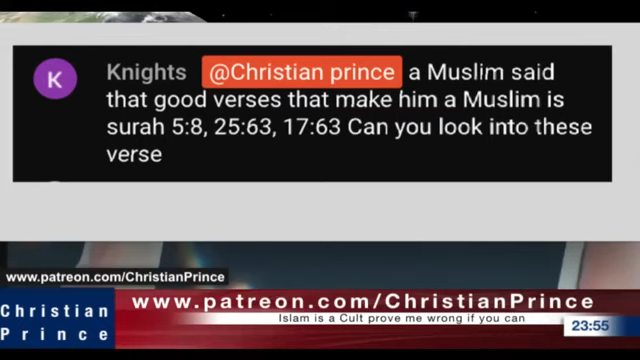 K
Knights @Christian prince a Muslim said
that good verses that make him a Muslim is
surah 5:8, 25:63, 17:63 Can you look into these
verse
www.patreon.com/ChristianPrince
Christian
Prince
www.patreon.com/ChristianPrince
Islam is a Cult prove me wrong if you can
23:55